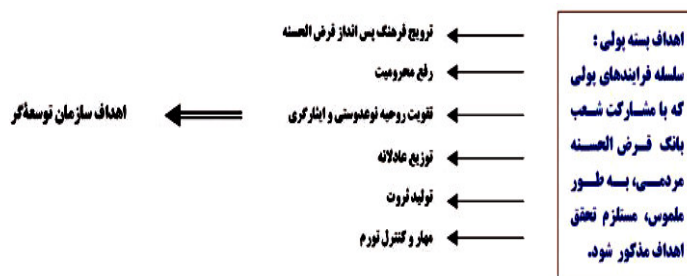 اهداف بسته پولی :
سلسله فرایندهای پولی
که با مشارکت شعب
بانک قرض الحسنه
مردمی، به طور
ملموس، مستلزم تحقق
اهداف مذکور شود.
ترویج فرهنگ پس انداز قرض الحسنه
رفع محرومیت
تقویت روحیه نوعدوستی و ایثارگری
توزیع عادلانه
تولید ثروت
مهار و کنترل تورم
اهداف سازمان توسعه‌گر